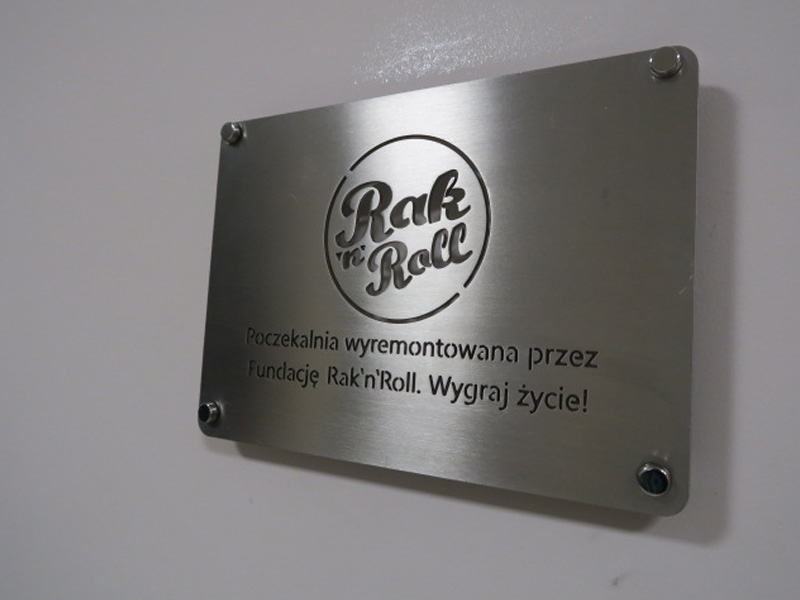 Rak
'n'Roll
Poczekalnia wyremontowana przez
Fundację Rak'n'Roll. Wygraj życie!